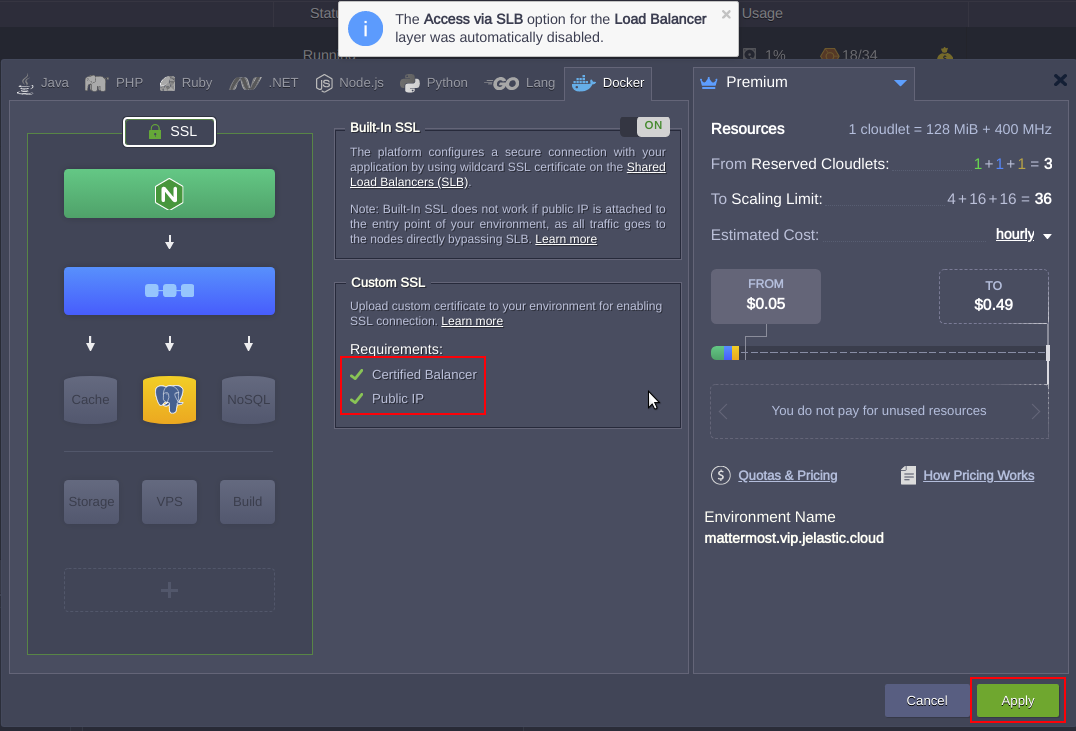 Status
Usage
The Access via SLB option for the Load Balancer
layer was automatically disabled.
Running
1%
18/34
Java
PHP
Ruby
.NET
Node.js
Python
GO Lang
Docker
Premium
SSL
Built-In SSL
ON
The platform configures a secure connection with your
application by using wildcard SSL certificate on the Shared
Load Balancers (SLB).
Note: Built-In SSL does not work if public IP is attached to
the entry point of your environment, as all traffic goes to
the nodes directly bypassing SLB. Learn more
Custom SSL
Upload custom certificate to your environment for enabling
SSL connection. Learn more
Requirements:
Certified Balancer
Public IP
N
Cache
NoSQL
Storage
VPS
Build
Resources
1 cloudlet = 128 MiB + 400 MHz
From Reserved Cloudlets: 1+1+1 = 3
To Scaling Limit: 4+16+16 = 36
Estimated Cost: hourly
FROM
$0.05
TO
$0.49
You do not pay for unused resources
$ Quotas & Pricing
How Pricing Works
Environment Name
mattermost.vip.jelastic.cloud
Cancel
Apply